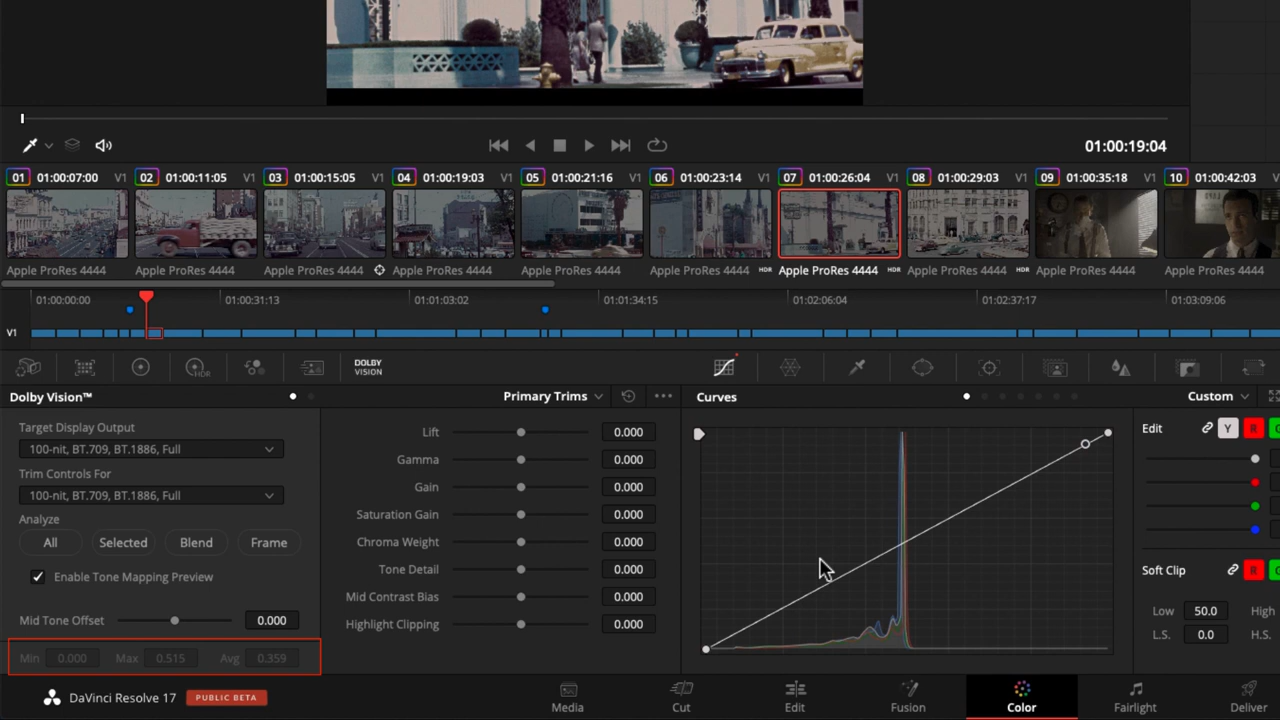 01:00:19:04
01 01:00:07:00 V1 02 01:00:11:05 V1 03 01:00:15:05 V1 04 01:00:19:03 V1 05 01:00:21:16 V1 06 01:00:23:14 V1 07 01:00:26:04 V1 08 01:00:29:03 V1 09 01:00:35:18 V1 10 01:00:42:03
Apple ProRes 4444 Apple ProRes 4444 Apple ProRes 4444 Apple ProRes 4444 Apple ProRes 4444 Apple ProRes 4444 HDR Apple ProRes 4444 HDR Apple ProRes 4444 HDR Apple ProRes 4444 Apple ProRes 4444
01:00:00:00 01:00:31:13 01:01:03:02 01:01:34:15 01:02:06:04 01:02:37:17 01:03:09:06
V1
HDR DOLBY
VISION
Dolby Vision™ Primary Trims Curves Custom
Target Display Output
100-nit, BT.709, BT.1886, Full
Trim Controls For
100-nit, BT.709, BT.1886, Full
Analyze
All Selected Blend Frame
Enable Tone Mapping Preview
Mid Tone Offset 0.000
Min 0.000 Max 0.515 Avg 0.359
Lift 0.000
Gamma 0.000
Gain 0.000
Saturation Gain 0.000
Chroma Weight 0.000
Tone Detail 0.000
Mid Contrast Bias 0.000
Highlight Clipping 0.000
Edit Y R G
Soft Clip R G
Low 50.0 High
L.S. 0.0 H.S.
DaVinci Resolve 17 PUBLIC BETA
Media Cut Edit Fusion Color Fairlight Deliver